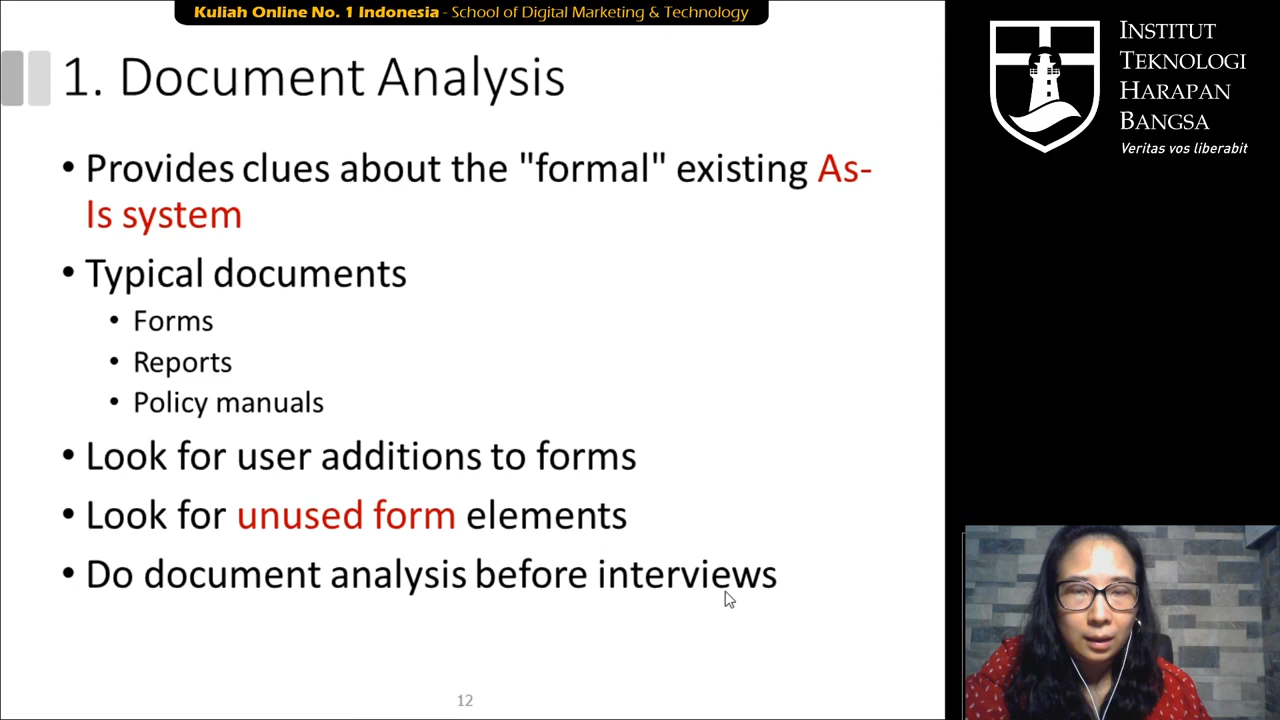 Kuliah Online No. 1 Indonesia - School of Digital Marketing & Technology
1. Document Analysis
• Provides clues about the "formal" existing As-
Is system
• Typical documents
• Forms
• Reports
• Policy manuals
• Look for user additions to forms
• Look for unused form elements
• Do document analysis before interviews
12
INSTITUT
TEKNOLOGI
HARAPAN
BANGSA
Veritas vos liberabit